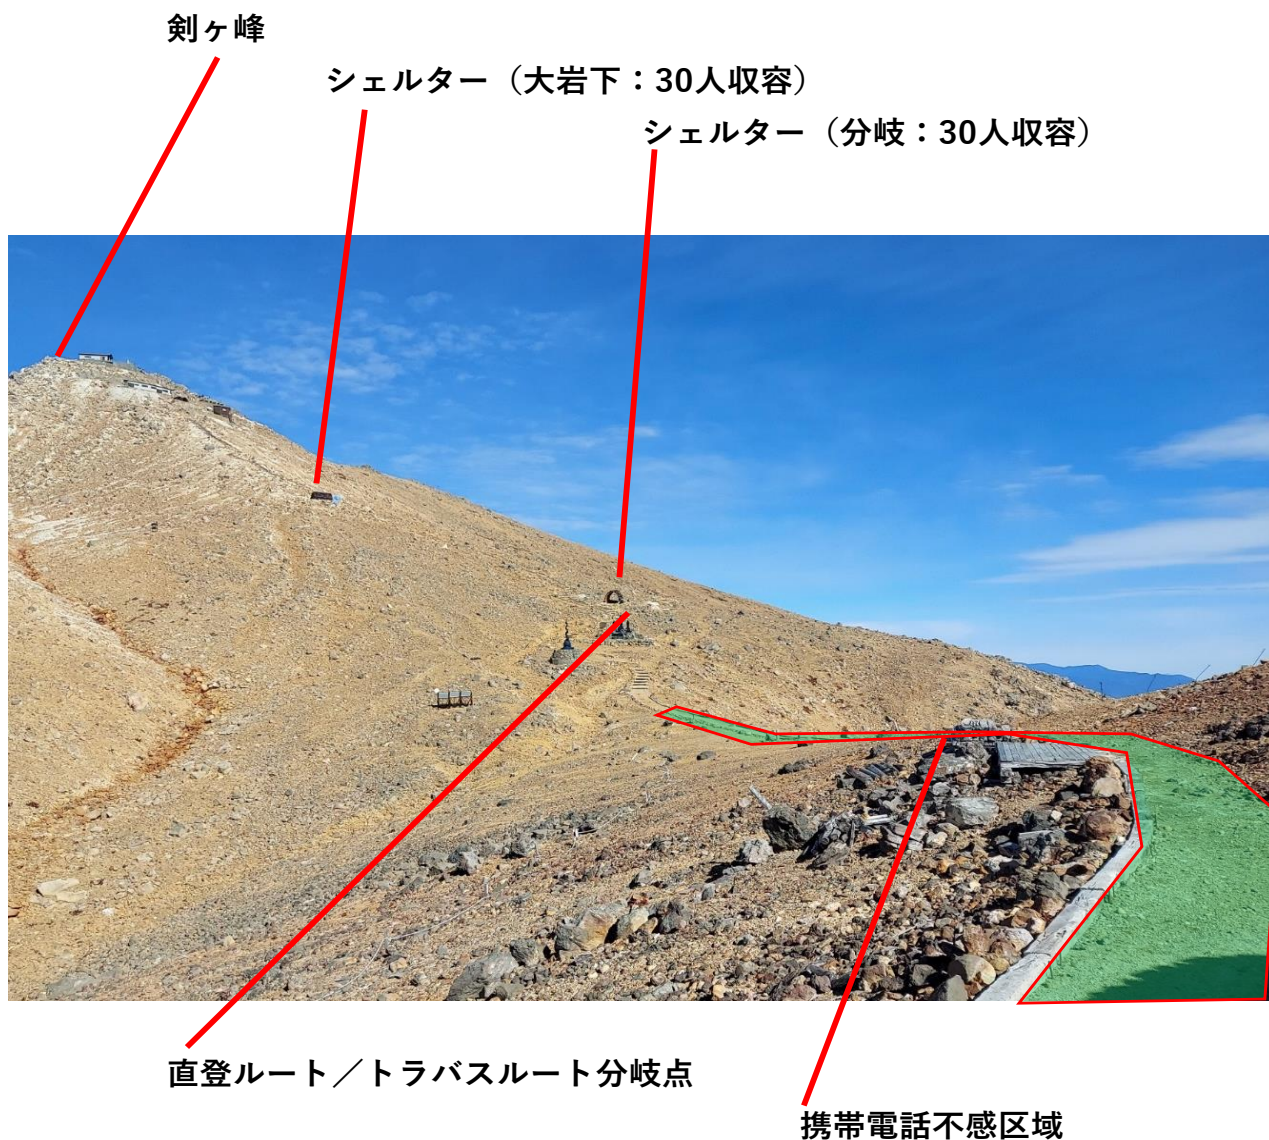 剣ヶ峰
シェルター（大岩下：30人収容）
シェルター（分岐：30人収容）
直登ルート／トラバスルート分岐点
携帯電話不感区域